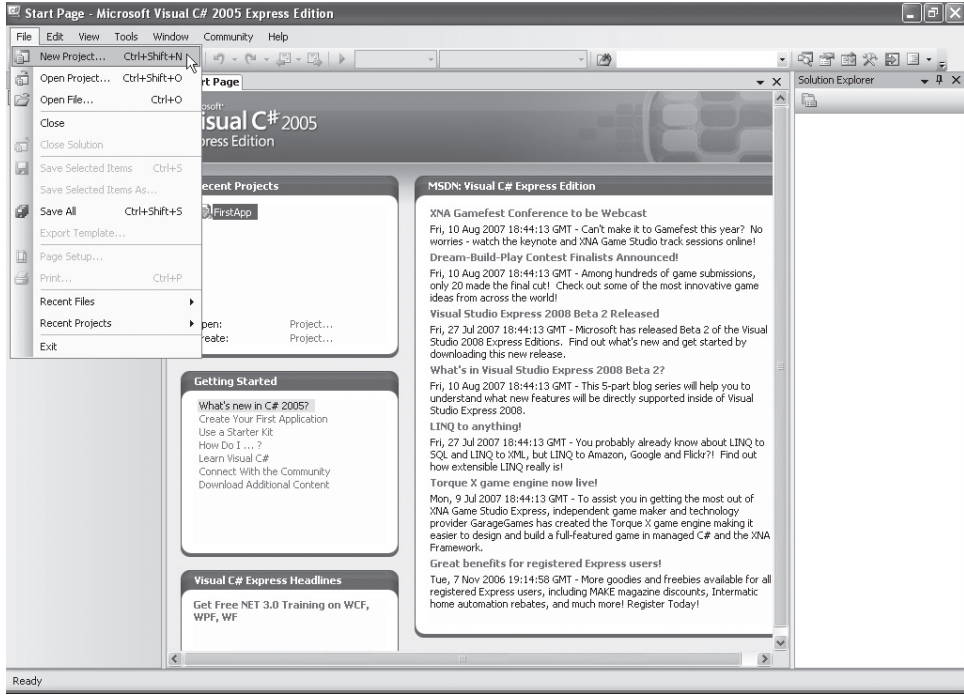 Start Page - Microsoft Visual C# 2005 Express Edition
File Edit View Tools Window Community Help
New Project... Ctrl+Shift+N
Open Project... Ctrl+Shift+O
Open File... Ctrl+O
Close
Close Solution
Save Selected Items Ctrl+S
Save Selected Items As...
Save All Ctrl+Shift+S
Export Template...
Page Setup...
Print... Ctrl+P
Recent Files
Recent Projects
Exit
rt Page
osoft
isual C# 2005
press Edition
ecent Projects
FirstApp
pen: Project...
reate: Project...
Getting Started
What's new in C# 2005?
Create Your First Application
Use a Starter Kit
How Do I ... ?
Learn Visual C#
Connect With the Community
Download Additional Content
Visual C# Express Headlines
Get Free NET 3.0 Training on WCF,
WPF, WF
MSDN: Visual C# Express Edition
XNA Gamefest Conference to be Webcast
Fri, 10 Aug 2007 18:44:13 GMT - Can't make it to Gamefest this year? No
worries - watch the keynote and XNA Game Studio track sessions online!
Dream-Build-Play Contest Finalists Announced!
Fri, 10 Aug 2007 18:44:13 GMT - Among hundreds of game submissions,
only 20 made the final cut! Check out some of the most innovative game
ideas from across the world!
Visual Studio Express 2008 Beta 2 Released
Fri, 27 Jul 2007 18:44:13 GMT - Microsoft has released Beta 2 of the Visual
Studio 2008 Express Editions. Find out what's new and get started by
downloading this new release.
What's in Visual Studio Express 2008 Beta 2?
Fri, 10 Aug 2007 18:44:13 GMT - This 5-part blog series will help you to
understand what new features will be directly supported inside of Visual
Studio Express 2008.
LINQ to anything!
Fri, 27 Jul 2007 18:44:13 GMT - You probably already know about LINQ to
SQL and LINQ to XML, but LINQ to Amazon, Google and Flickr?! Find out
how extensible LINQ really is!
Torque X game engine now live!
Mon, 9 Jul 2007 18:44:13 GMT - To assist you in getting the most out of
XNA Game Studio Express, independent game maker and technology
provider GarageGames has created the Torque X game engine making it
easier to design and build a full-featured game in managed C# and the XNA
Framework.
Great benefits for registered Express users!
Tue, 7 Nov 2006 19:14:58 GMT - More goodies and freebies available for all
registered Express users, including MAKE magazine discounts, Intermatic
home automation rebates, and much more! Register Today!
Solution Explorer
Ready